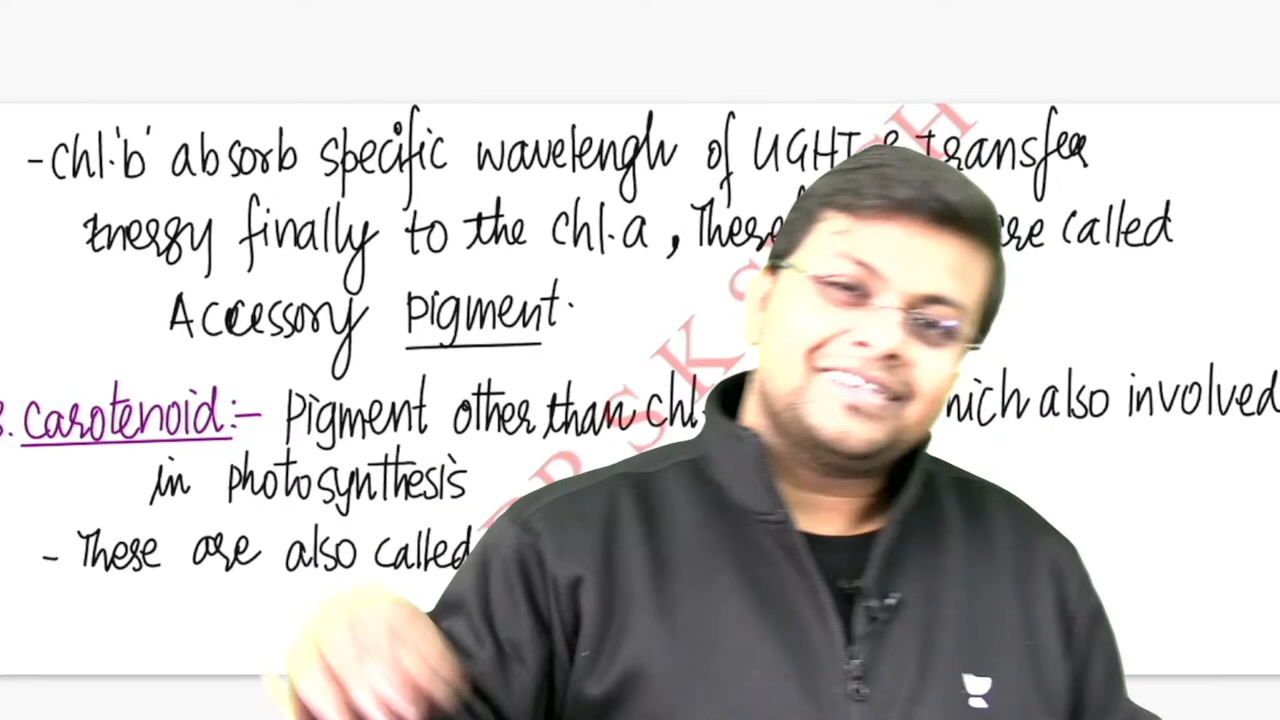 -chl.'b' absorb specific wavelength of LIGHT & transfer
Energy finally to the chl.a, These are called
Accessory pigment.
3. carotenoid:- pigment other than chl. which also involved
in photosynthesis
- These are also called